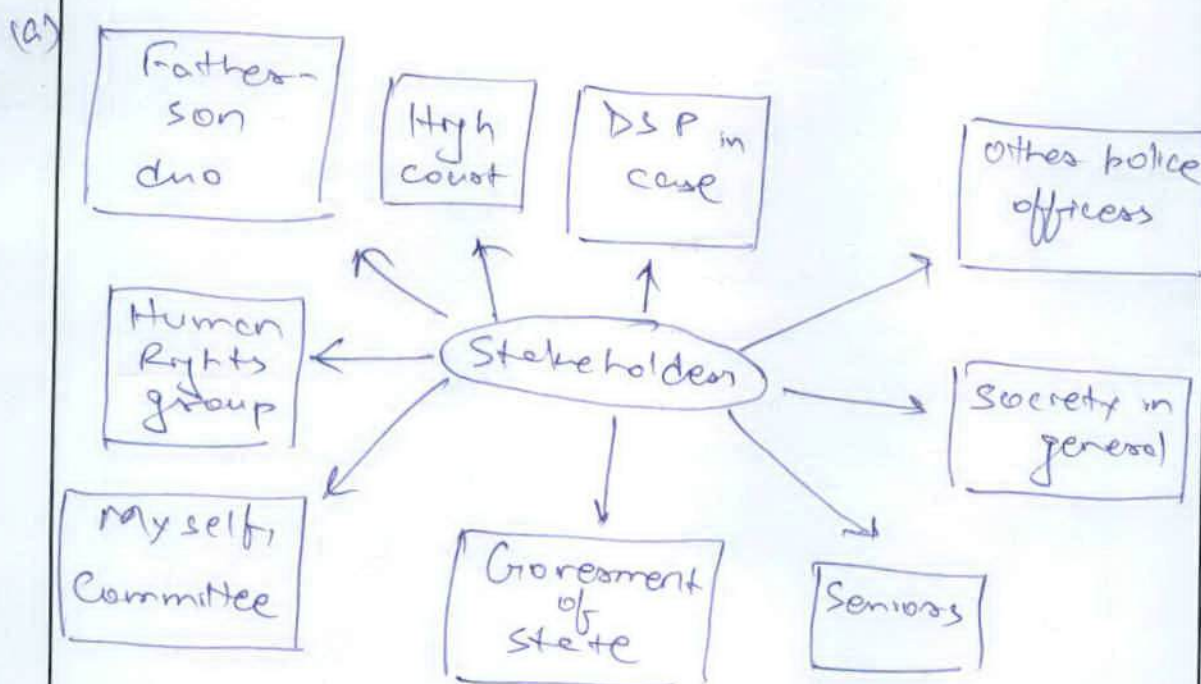 (a)
Father-
son
duo
High
court
DSP in
case
Other police
officers
Human
Rights
group
Stakeholders
Society in
general
Myself,
Committee
Government
of
state
Seniors